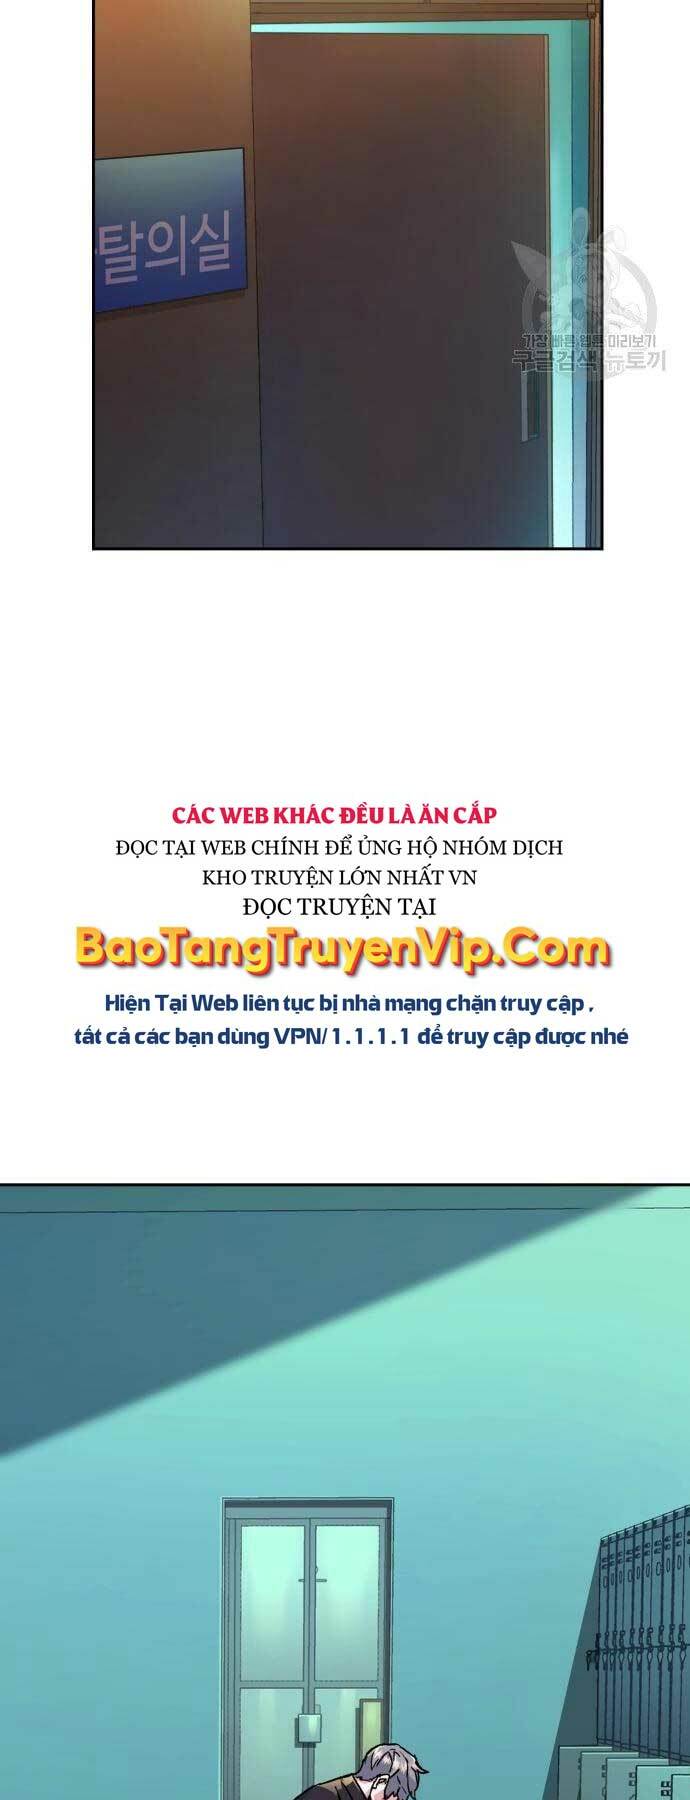 탈의실
가장 빠른 웹툰 미리보기
구글검색 뉴토끼
CÁC WEB KHÁC ĐỀU LÀ ĂN CẮP
ĐỌC TẠI WEB CHÍNH ĐỂ ỦNG HỘ NHÓM DỊCH
KHO TRUYỆN LỚN NHẤT VN
ĐỌC TRUYỆN TẠI
BaoTangTruyenVip.Com
Hiện Tại Web liên tục bị nhà mạng chặn truy cập,
tất cả các bạn dùng VPN/1.1.1.1 để truy cập được nhé